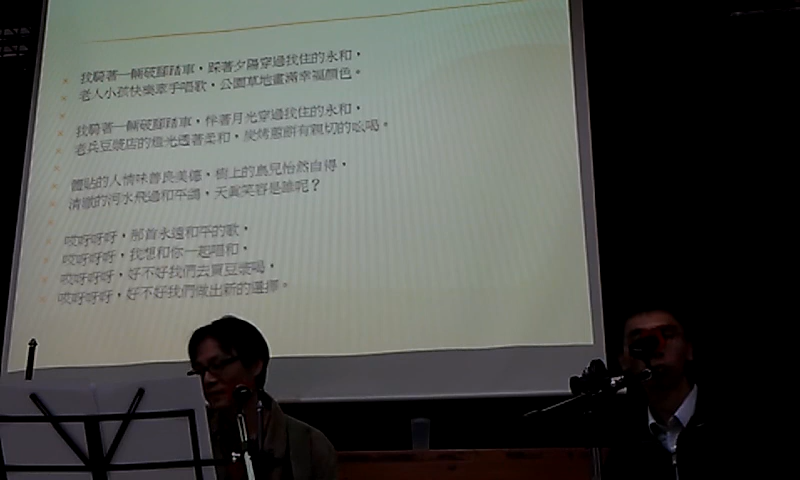 我騎著一輛破腳踏車，踩著夕陽穿過我住的永和，
老人小孩快樂牽手唱歌，公園草地畫滿幸福顏色。
我騎著一輛破腳踏車，伴著月光穿過我住的永和，
老兵豆漿店的燈光透著柔和，炭烤燒餅有親切的吆喝。
體貼的人情味善良美德，樹上的鳥兒怡然自得，
清澈的河水飛過和平鴿，天真笑容是誰呢？
哎呀呀呀，那首永遠和平的歌，
哎呀呀呀，我想和你一起唱和，
哎呀呀呀，好不好我們去買豆漿喝，
哎呀呀呀，好不好我們做出新的選擇。